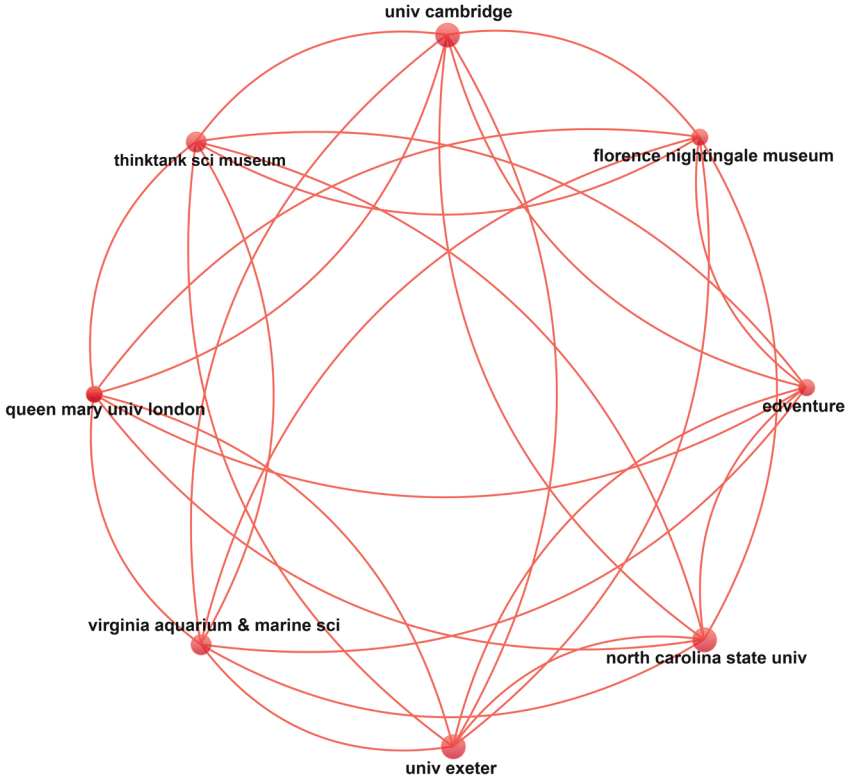 univ cambridge
florence nightingale museum
thinktank sci museum
edventure
queen mary univ london
virginia aquarium & marine sci
north carolina state univ
univ exeter